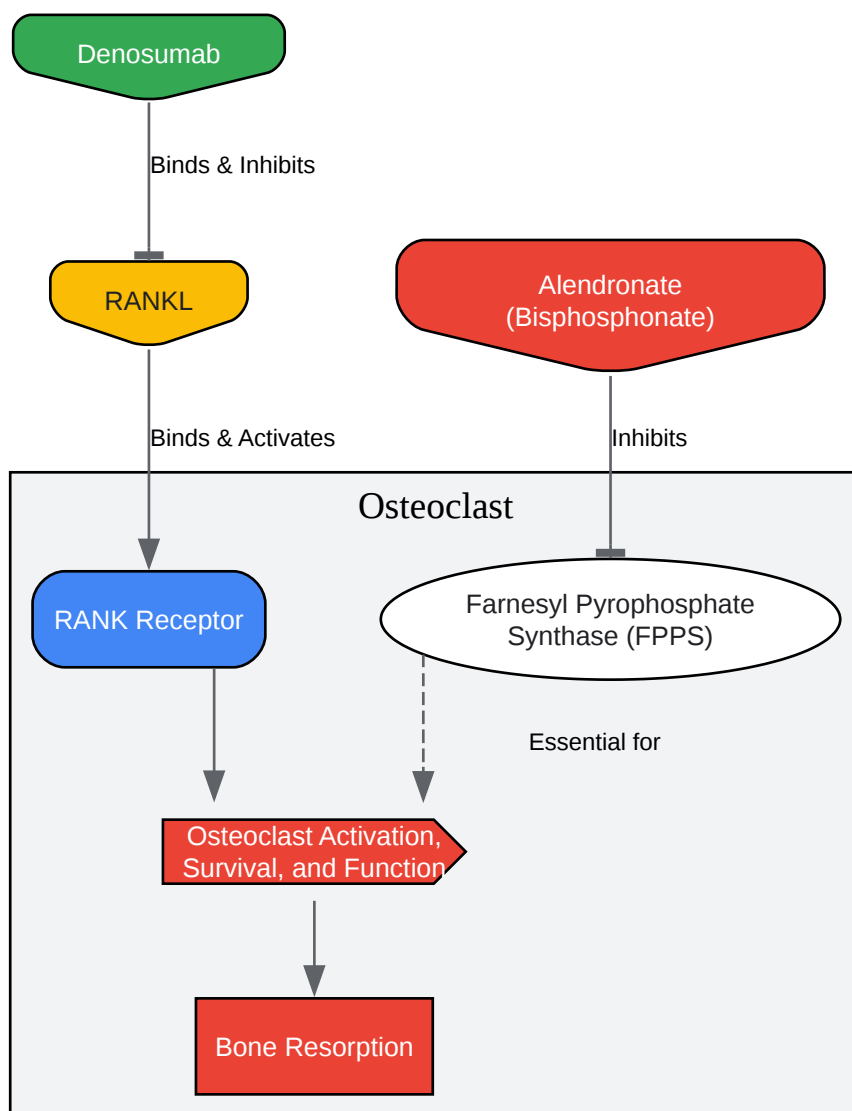 Denosumab
Binds & Inhibits
RANKL
Alendronate
(Bisphosphonate)
Binds & Activates
Inhibits
Osteoclast
RANK Receptor
Farnesyl Pyrophosphate
Synthase (FPPS)
Essential for
Osteoclast Activation,
Survival, and Function
Bone Resorption